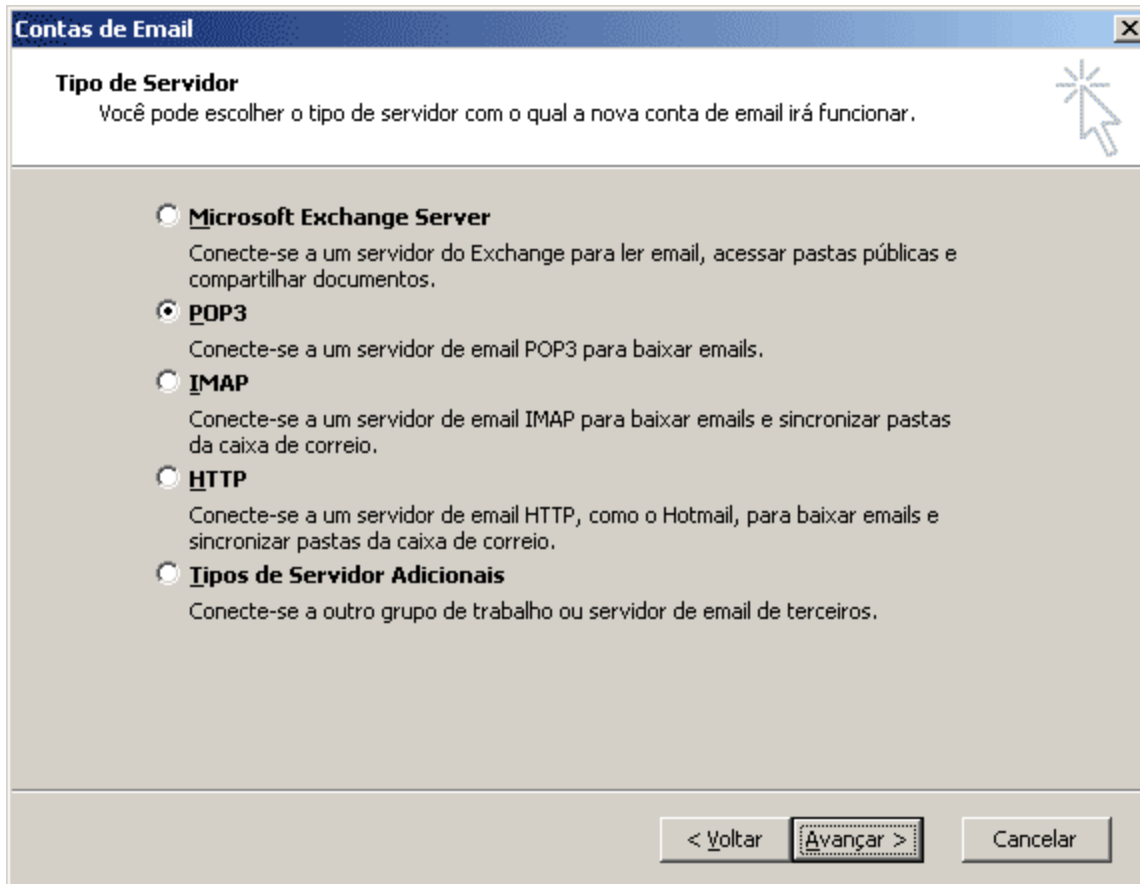 Contas de Email
Tipo de Servidor
Você pode escolher o tipo de servidor com o qual a nova conta de email irá funcionar.
Microsoft Exchange Server
Conecte-se a um servidor do Exchange para ler email, acessar pastas públicas e
compartilhar documentos.
POP3
Conecte-se a um servidor de email POP3 para baixar emails.
IMAP
Conecte-se a um servidor de email IMAP para baixar emails e sincronizar pastas
da caixa de correio.
HTTP
Conecte-se a um servidor de email HTTP, como o Hotmail, para baixar emails e
sincronizar pastas da caixa de correio.
Tipos de Servidor Adicionais
Conecte-se a outro grupo de trabalho ou servidor de email de terceiros.
< Voltar Avançar > Cancelar